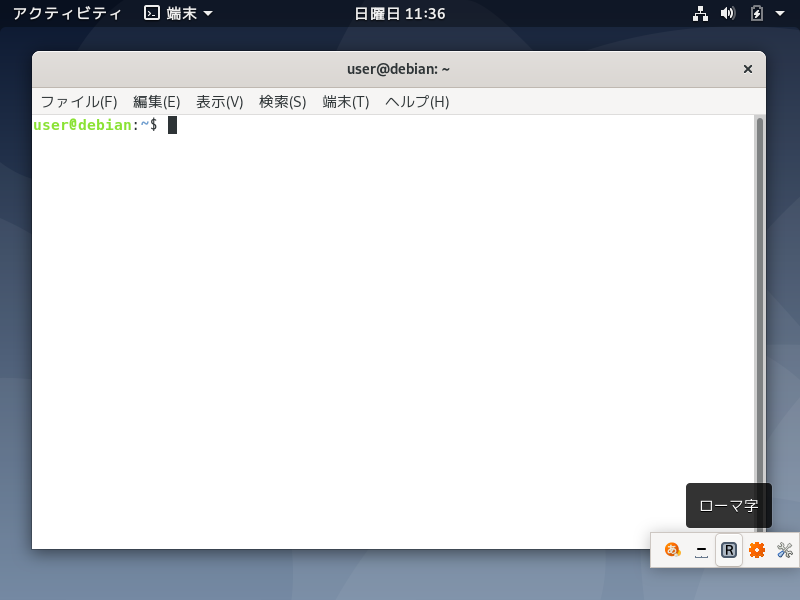 アクティビティ 端末 日曜日 11:36
user@debian: ~ ×
ファイル(F) 編集(E) 表示(V) 検索(S) 端末(T) ヘルプ(H)
user@debian:~$
ローマ字
あ R